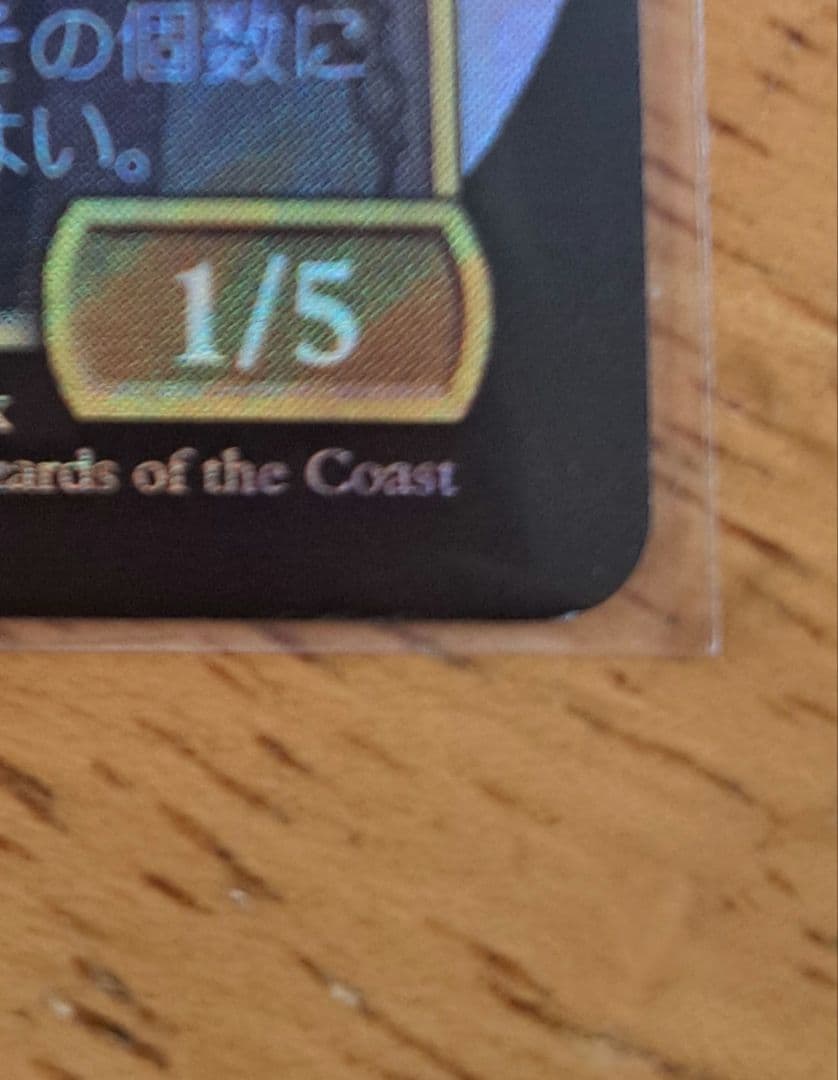 の個数に
い。
1/5
ards of the Coast